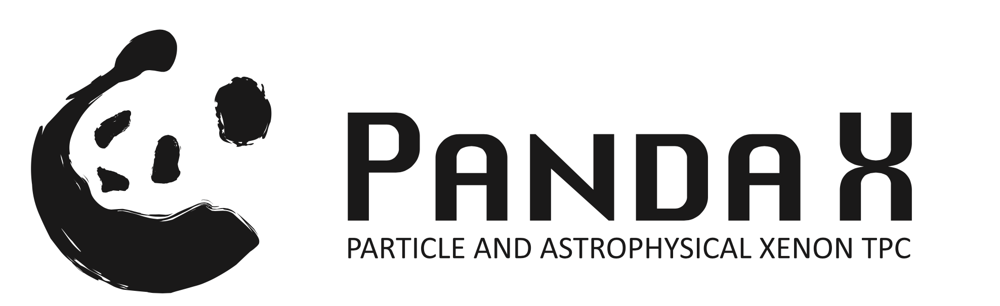 PANDA X
PARTICLE AND ASTROPHYSICAL XENON TPC